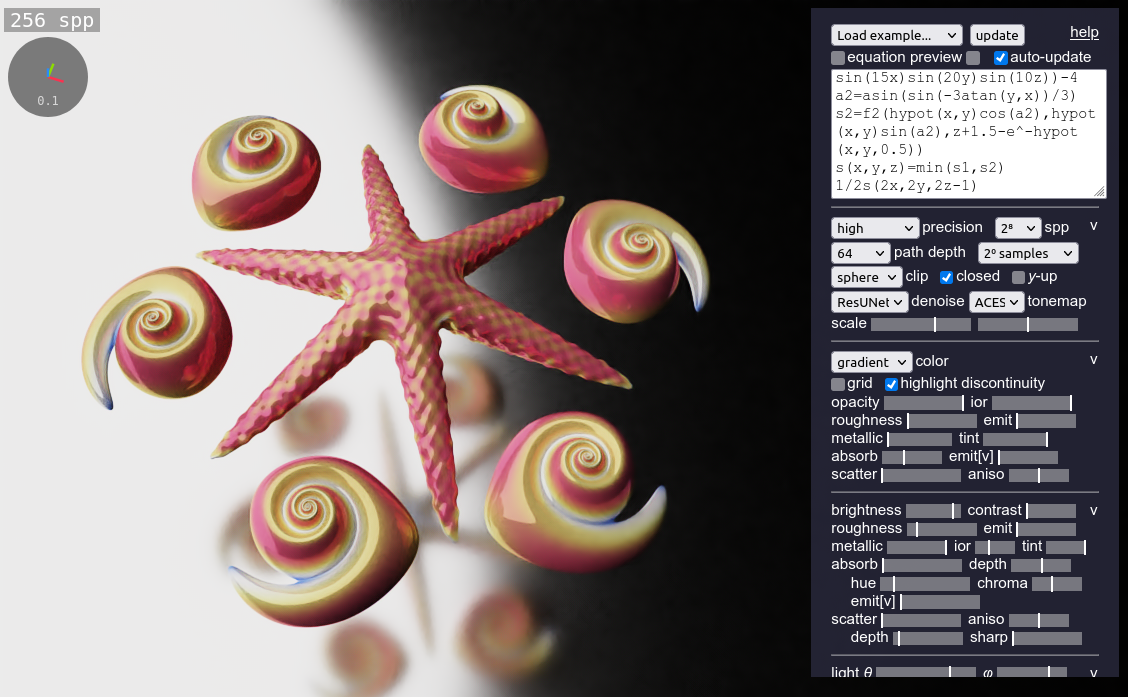 256 spp
0.1
Load example... update help
equation preview auto-update
sin(15x)sin(20y)sin(10z))-4
a2=asin(sin(-3atan(y,x))/3)
s2=f2(hypot(x,y)cos(a2),hypot
(x,y)sin(a2),z+1.5-e^-hypot
(x,y,0.5))
s(x,y,z)=min(s1,s2)
1/2s(2x,2y,2z-1)
high precision 2⁸ spp v
64 path depth 2⁰ samples
sphere clip closed y-up
ResUNet denoise ACES tonemap
scale
gradient color v
grid highlight discontinuity
opacity ior
roughness emit
metallic tint
absorb emit[v]
scatter aniso
brightness contrast v
roughness emit
metallic ior tint
absorb depth
hue chroma
emit[v]
scatter aniso
depth sharp
light θ φ v